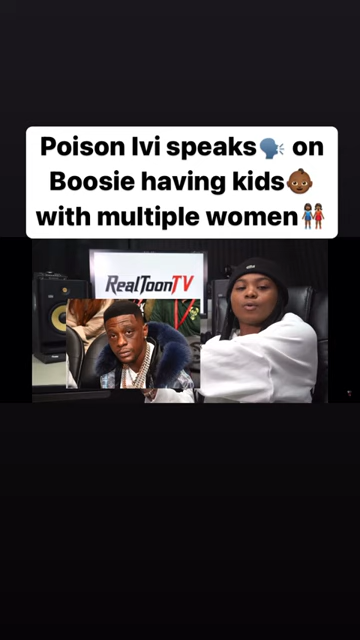 Poison Ivi speaks🗣️ on
Boosie having kids👶🏾
with multiple women👭🏾
RealToonTV